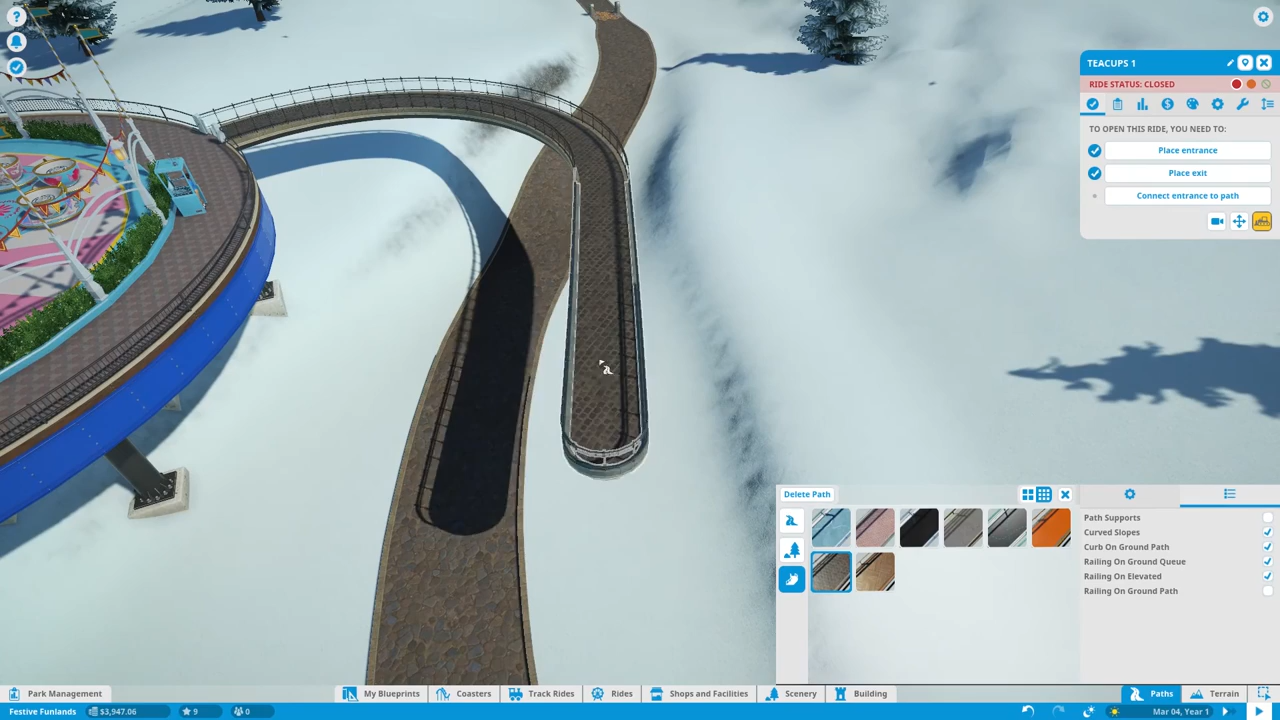 TEACUPS 1
RIDE STATUS: CLOSED
TO OPEN THIS RIDE, YOU NEED TO:
Place entrance
Place exit
Connect entrance to path
Delete Path
Path Supports
Curved Slopes
Curb On Ground Path
Railing On Ground Queue
Railing On Elevated
Railing On Ground Path
Park Management
My Blueprints
Coasters
Track Rides
Rides
Shops and Facilities
Scenery
Building
Paths
Terrain
Festive Funlands
$3,947.06
9
0
Mar 04, Year 1